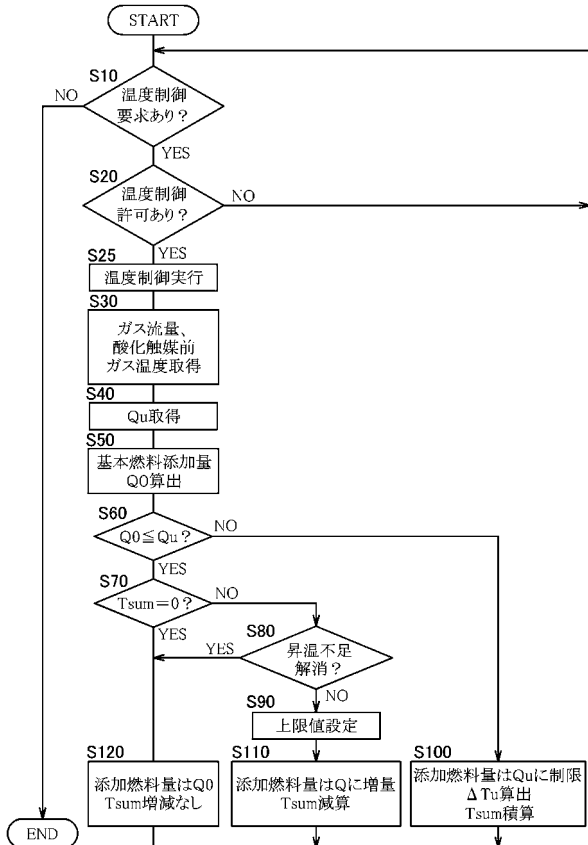 START
S10
温度制御
要求あり?
NO
YES
S20
温度制御
許可あり?
NO
YES
S25
温度制御実行
S30
ガス流量、
酸化触媒前
ガス温度取得
S40
Qu取得
S50
基本燃料添加量
Q0算出
S60
Q0≦Qu?
NO
YES
S70
Tsum=0?
NO
YES
S80
昇温不足
解消?
YES
NO
S90
上限値設定
S120
添加燃料量はQ0
Tsum増減なし
S110
添加燃料量はQに増量
Tsum減算
S100
添加燃料量はQuに制限
ΔTu算出
Tsum積算
END